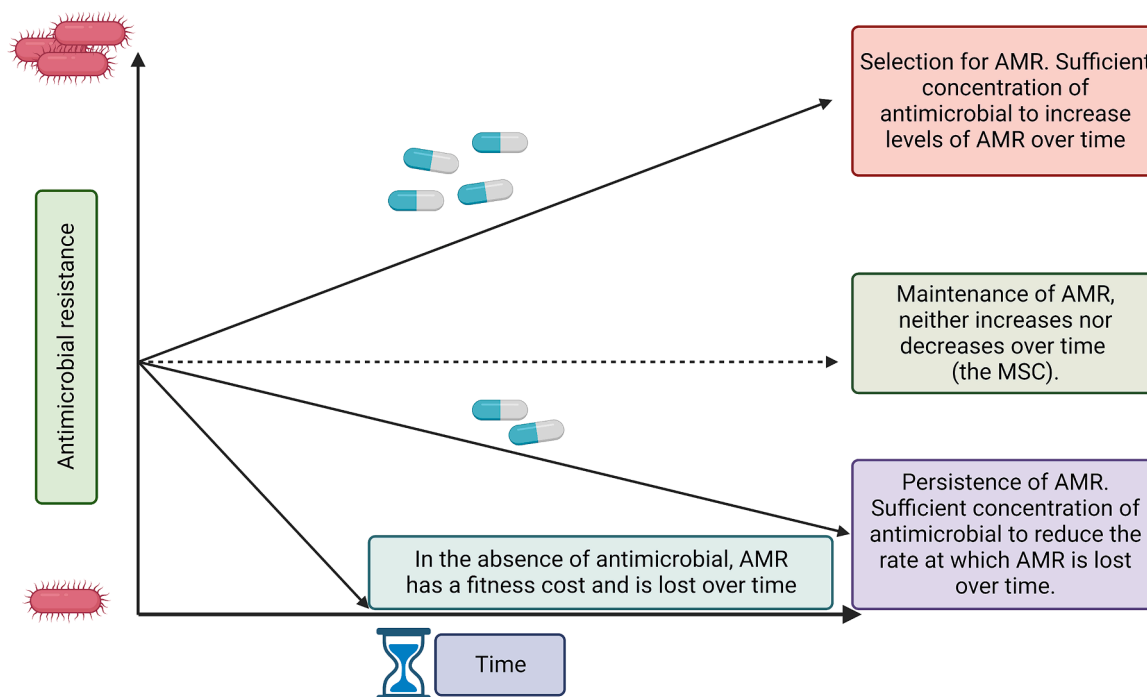 Selection for AMR. Sufficient
concentration of
antimicrobial to increase
levels of AMR over time
Antimicrobial resistance
Maintenance of AMR,
neither increases nor
decreases over time
(the MSC).
Persistence of AMR.
Sufficient concentration of
antimicrobial to reduce the
rate at which AMR is lost
over time.
In the absence of antimicrobial, AMR
has a fitness cost and is lost over time
Time